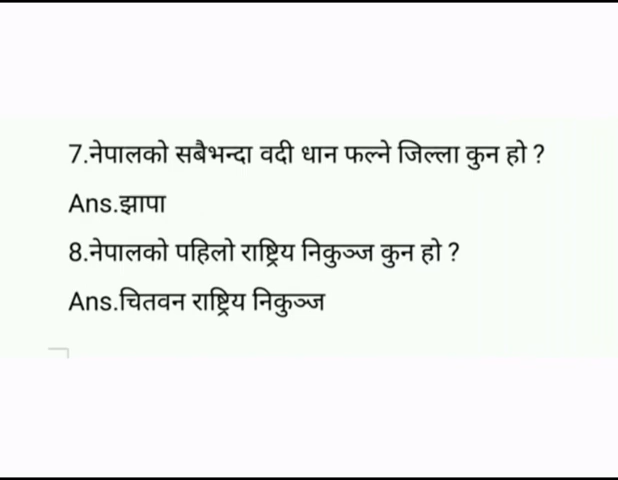 7.नेपालको सबैभन्दा वदी धान फल्ने जिल्ला कुन हो ?
Ans.झापा
8.नेपालको पहिलो राष्ट्रिय निकुञ्ज कुन हो ?
Ans.चितवन राष्ट्रिय निकुञ्ज